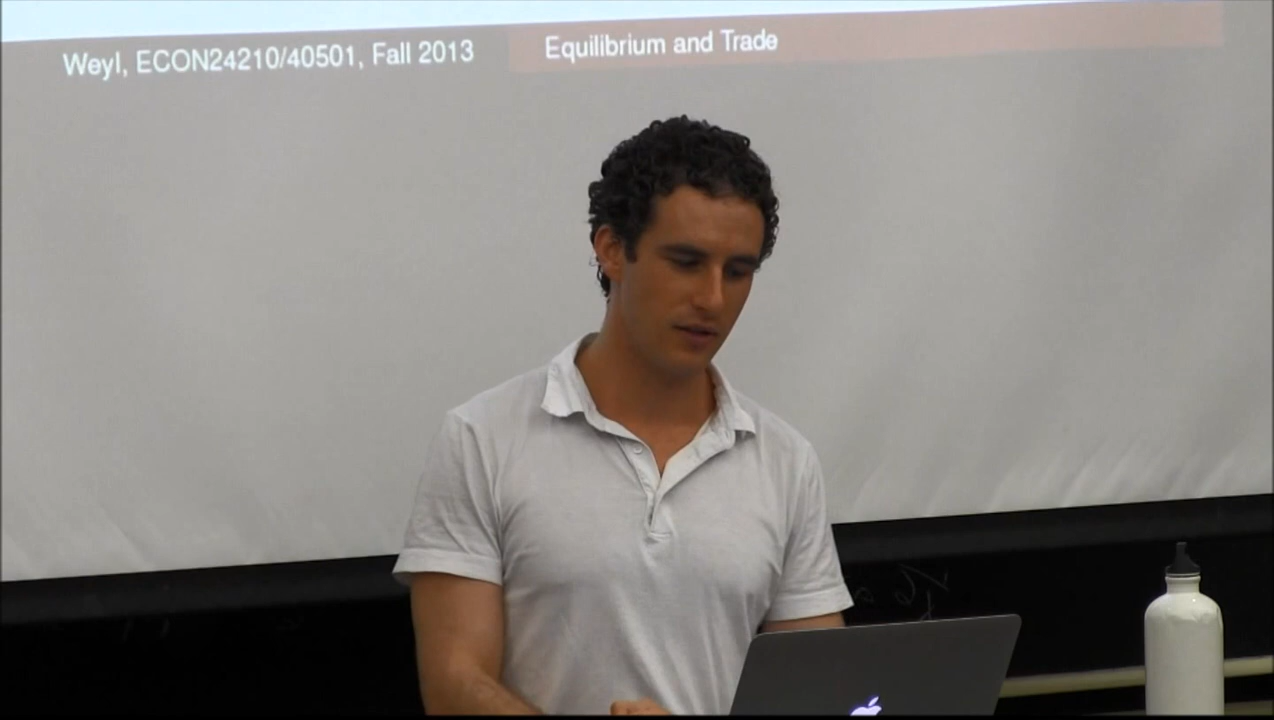 Weyl, ECON24210/40501, Fall 2013
Equilibrium and Trade